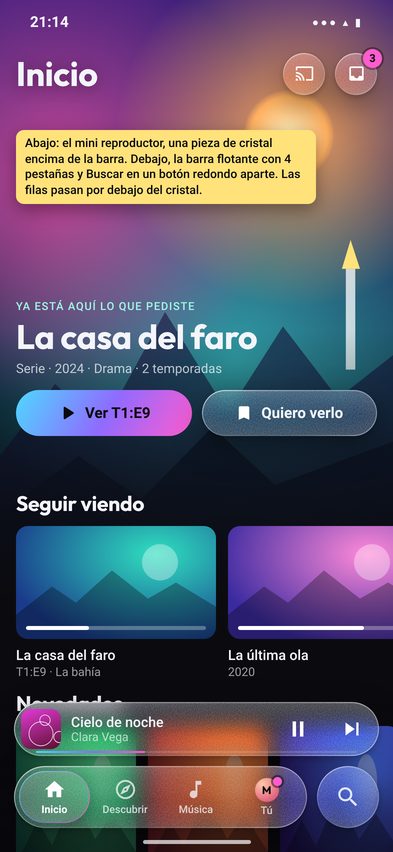 21:14
Inicio
3
Abajo: el mini reproductor, una pieza de cristal
encima de la barra. Debajo, la barra flotante con 4
pestañas y Buscar en un botón redondo aparte. Las
filas pasan por debajo del cristal.
YA ESTÁ AQUÍ LO QUE PEDISTE
La casa del faro
Serie · 2024 · Drama · 2 temporadas
Ver T1:E9
Quiero verlo
Seguir viendo
La casa del faro
T1:E9 · La bahía
La última ola
2020
Novedades
Cielo de noche
Clara Vega
M
Inicio
Descubrir
Música
Tú